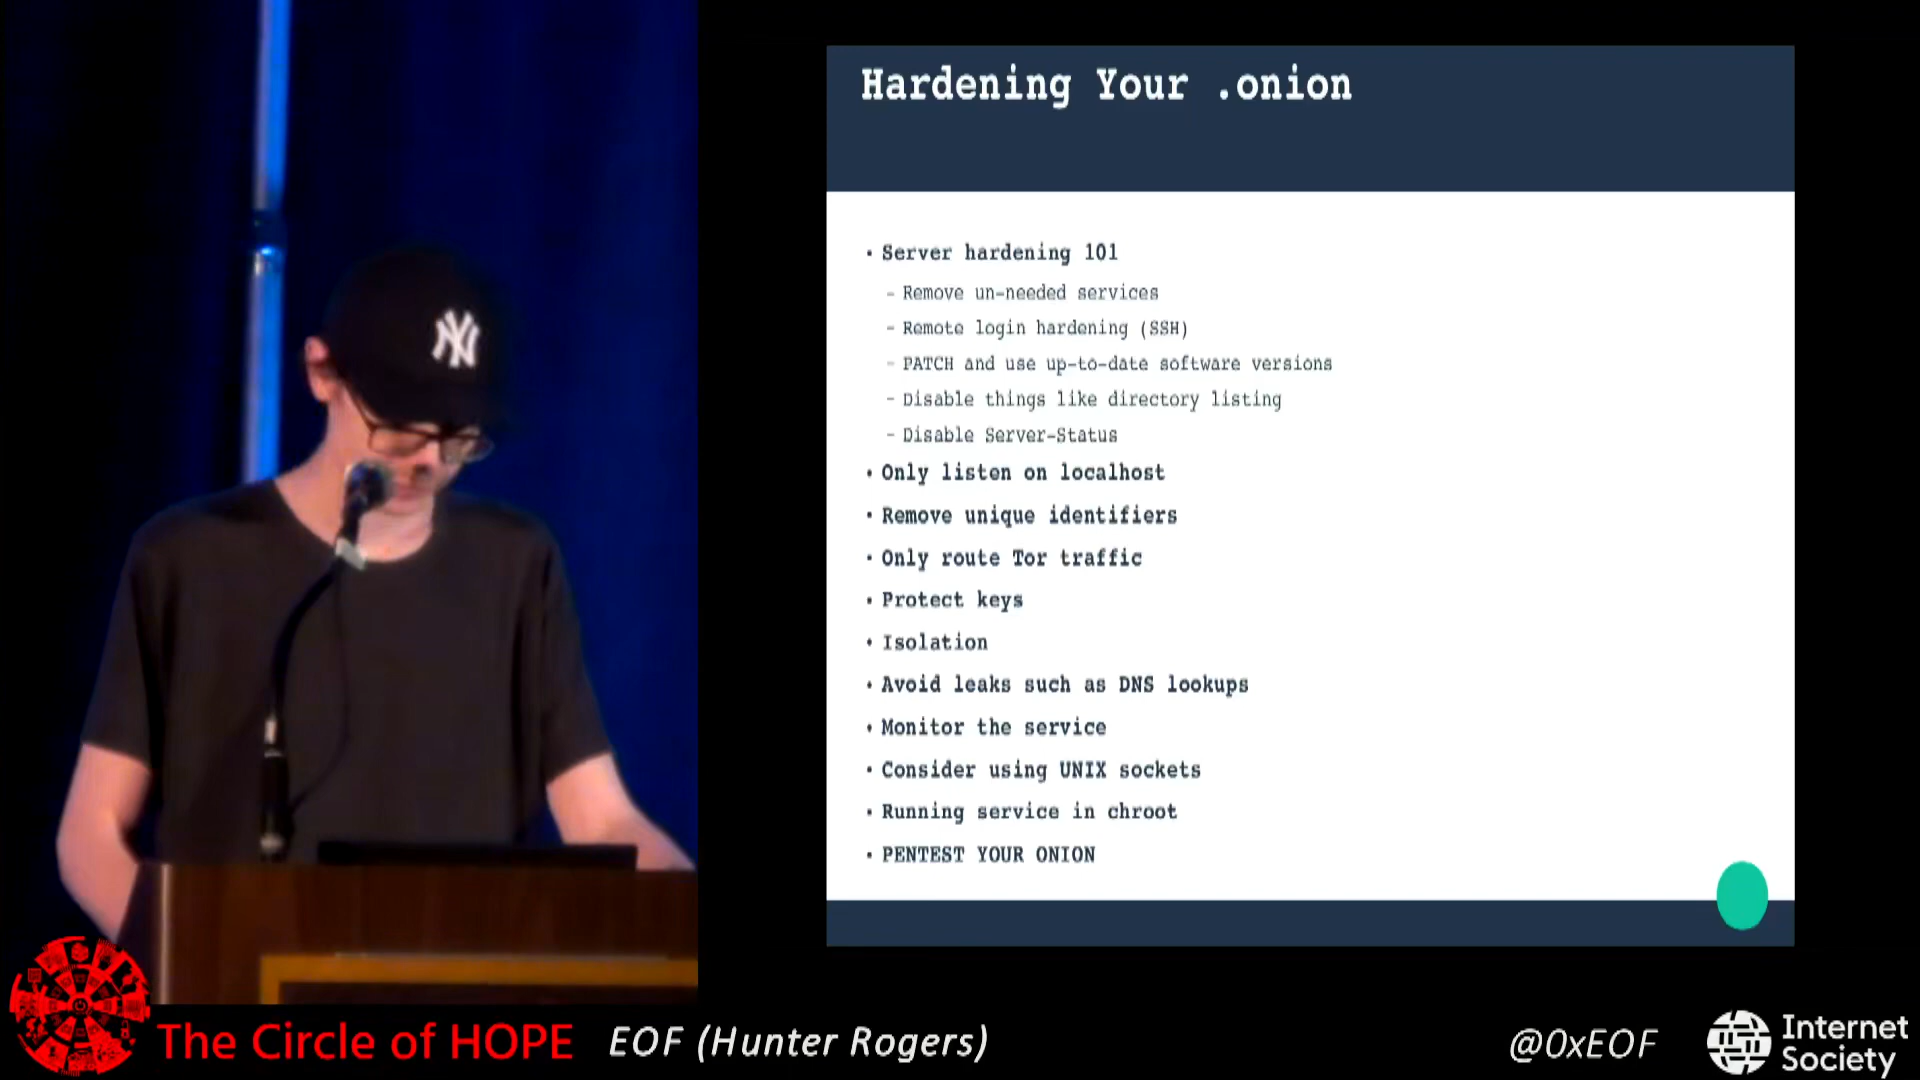 Hardening Your .onion
• Server hardening 101
– Remove un-needed services
– Remote login hardening (SSH)
– PATCH and use up-to-date software versions
– Disable things like directory listing
– Disable Server-Status
• Only listen on localhost
• Remove unique identifiers
• Only route Tor traffic
• Protect keys
• Isolation
• Avoid leaks such as DNS lookups
• Monitor the service
• Consider using UNIX sockets
• Running service in chroot
• PENTEST YOUR ONION
NY
The Circle of HOPE
EOF (Hunter Rogers)
@0xEOF
Internet
Society